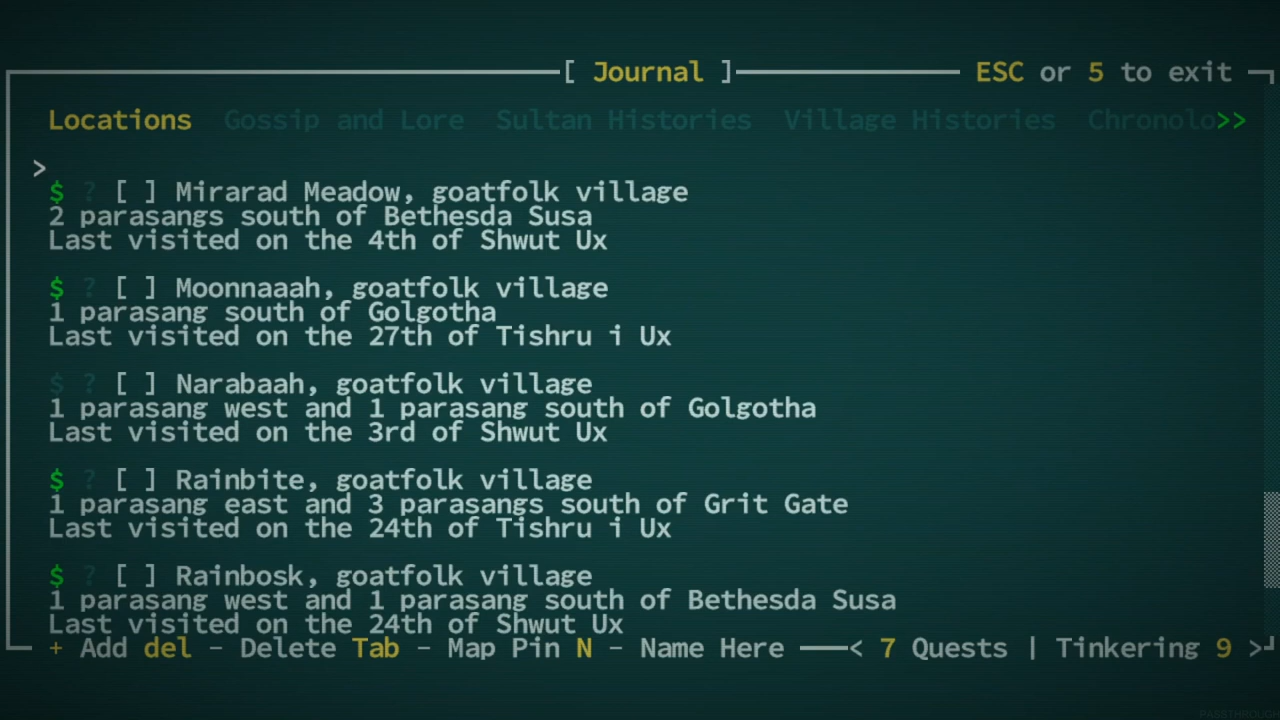 [ Journal ] ESC or 5 to exit
Locations Gossip and Lore Sultan Histories Village Histories Chronolo>>
>
$ ? [ ] Mirarad Meadow, goatfolk village
2 parasangs south of Bethesda Susa
Last visited on the 4th of Shwut Ux
$ ? [ ] Moonnaaah, goatfolk village
1 parasang south of Golgotha
Last visited on the 27th of Tishru i Ux
$ ? [ ] Narabaah, goatfolk village
1 parasang west and 1 parasang south of Golgotha
Last visited on the 3rd of Shwut Ux
$ ? [ ] Rainbite, goatfolk village
1 parasang east and 3 parasangs south of Grit Gate
Last visited on the 24th of Tishru i Ux
$ ? [ ] Rainbosk, goatfolk village
1 parasang west and 1 parasang south of Bethesda Susa
Last visited on the 24th of Shwut Ux
+ Add del - Delete Tab - Map Pin N - Name Here < 7 Quests | Tinkering 9 >